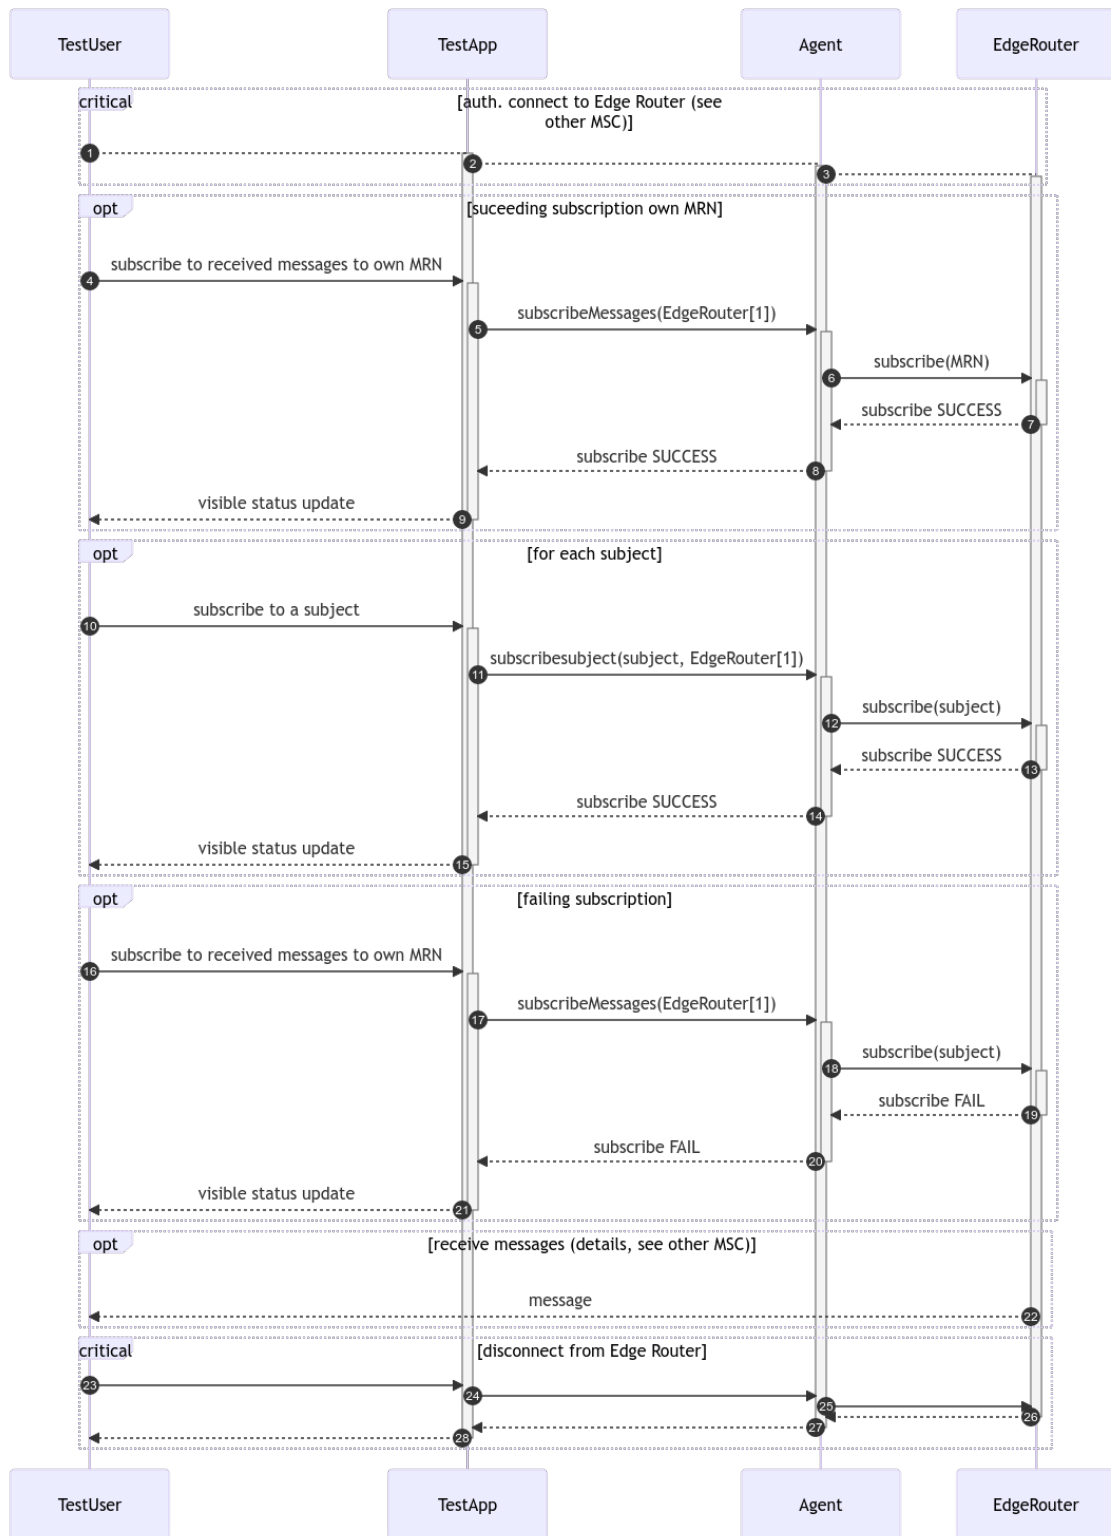 TestUser
TestApp
Agent
EdgeRouter
critical
[auth. connect to Edge Router (see
other MSC)]
1
2
3
opt
[suceeding subscription own MRN]
subscribe to received messages to own MRN
4
subscribeMessages(EdgeRouter[1])
5
subscribe(MRN)
6
subscribe SUCCESS
7
subscribe SUCCESS
8
visible status update
9
opt
[for each subject]
subscribe to a subject
10
subscribesubject(subject, EdgeRouter[1])
11
subscribe(subject)
12
subscribe SUCCESS
13
subscribe SUCCESS
14
visible status update
15
opt
[failing subscription]
subscribe to received messages to own MRN
16
subscribeMessages(EdgeRouter[1])
17
subscribe(subject)
18
subscribe FAIL
19
subscribe FAIL
20
visible status update
21
opt
[receive messages (details, see other MSC)]
message
22
critical
[disconnect from Edge Router]
23
24
25
26
27
28
TestUser
TestApp
Agent
EdgeRouter